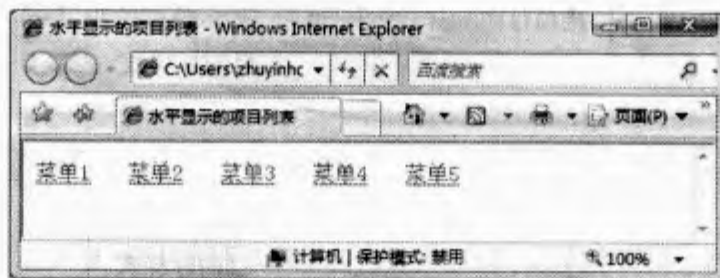 水平显示的项目列表 - Windows Internet Explorer
C:\Users\zhuyinhc 百度搜索
水平显示的项目列表 页面(P)
菜单1 菜单2 菜单3 菜单4 菜单5
计算机 | 保护模式: 禁用 100%